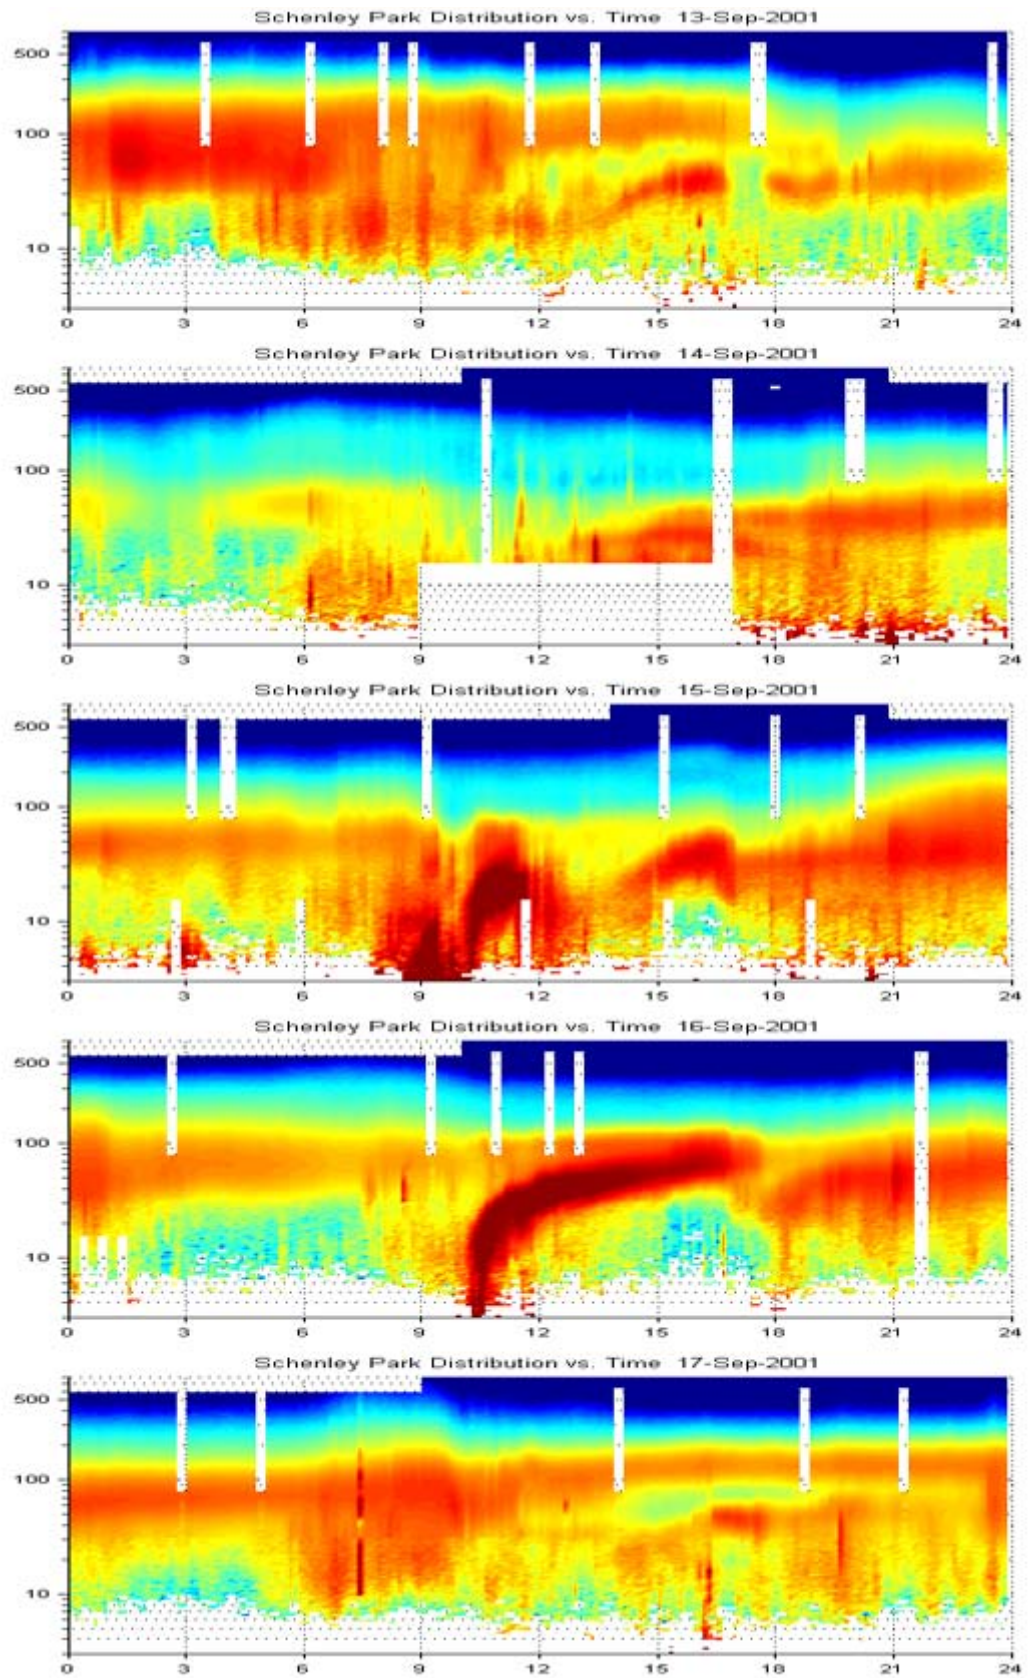 Schenley Park Distribution vs. Time 13-Sep-2001
500
100
10
0 3 6 9 12 15 18 21 24
Schenley Park Distribution vs. Time 14-Sep-2001
500
100
10
0 3 6 9 12 15 18 21 24
Schenley Park Distribution vs. Time 15-Sep-2001
500
100
10
0 3 6 9 12 15 18 21 24
Schenley Park Distribution vs. Time 16-Sep-2001
500
100
10
0 3 6 9 12 15 18 21 24
Schenley Park Distribution vs. Time 17-Sep-2001
500
100
10
0 3 6 9 12 15 18 21 24